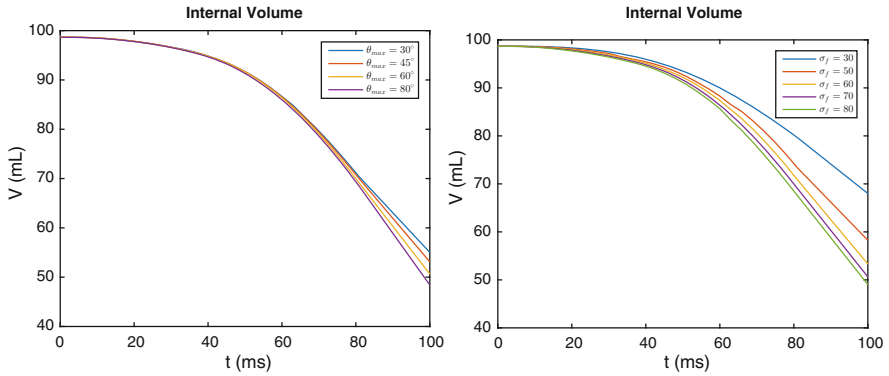 Internal Volume
V (mL)
100
90
80
70
60
50
40
0
20
40
60
80
100
t (ms)
θmax = 30°
θmax = 45°
θmax = 60°
θmax = 80°
Internal Volume
V (mL)
100
90
80
70
60
50
40
0
20
40
60
80
100
t (ms)
σf = 30
σf = 50
σf = 60
σf = 70
σf = 80